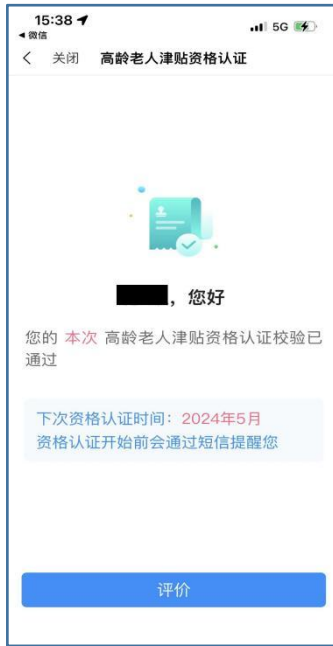 15:38
5G
微信
关闭 高龄老人津贴资格认证
，您好
您的 本次 高龄老人津贴资格认证校验已
通过
下次资格认证时间：2024年5月
资格认证开始前会通过短信提醒您
评价